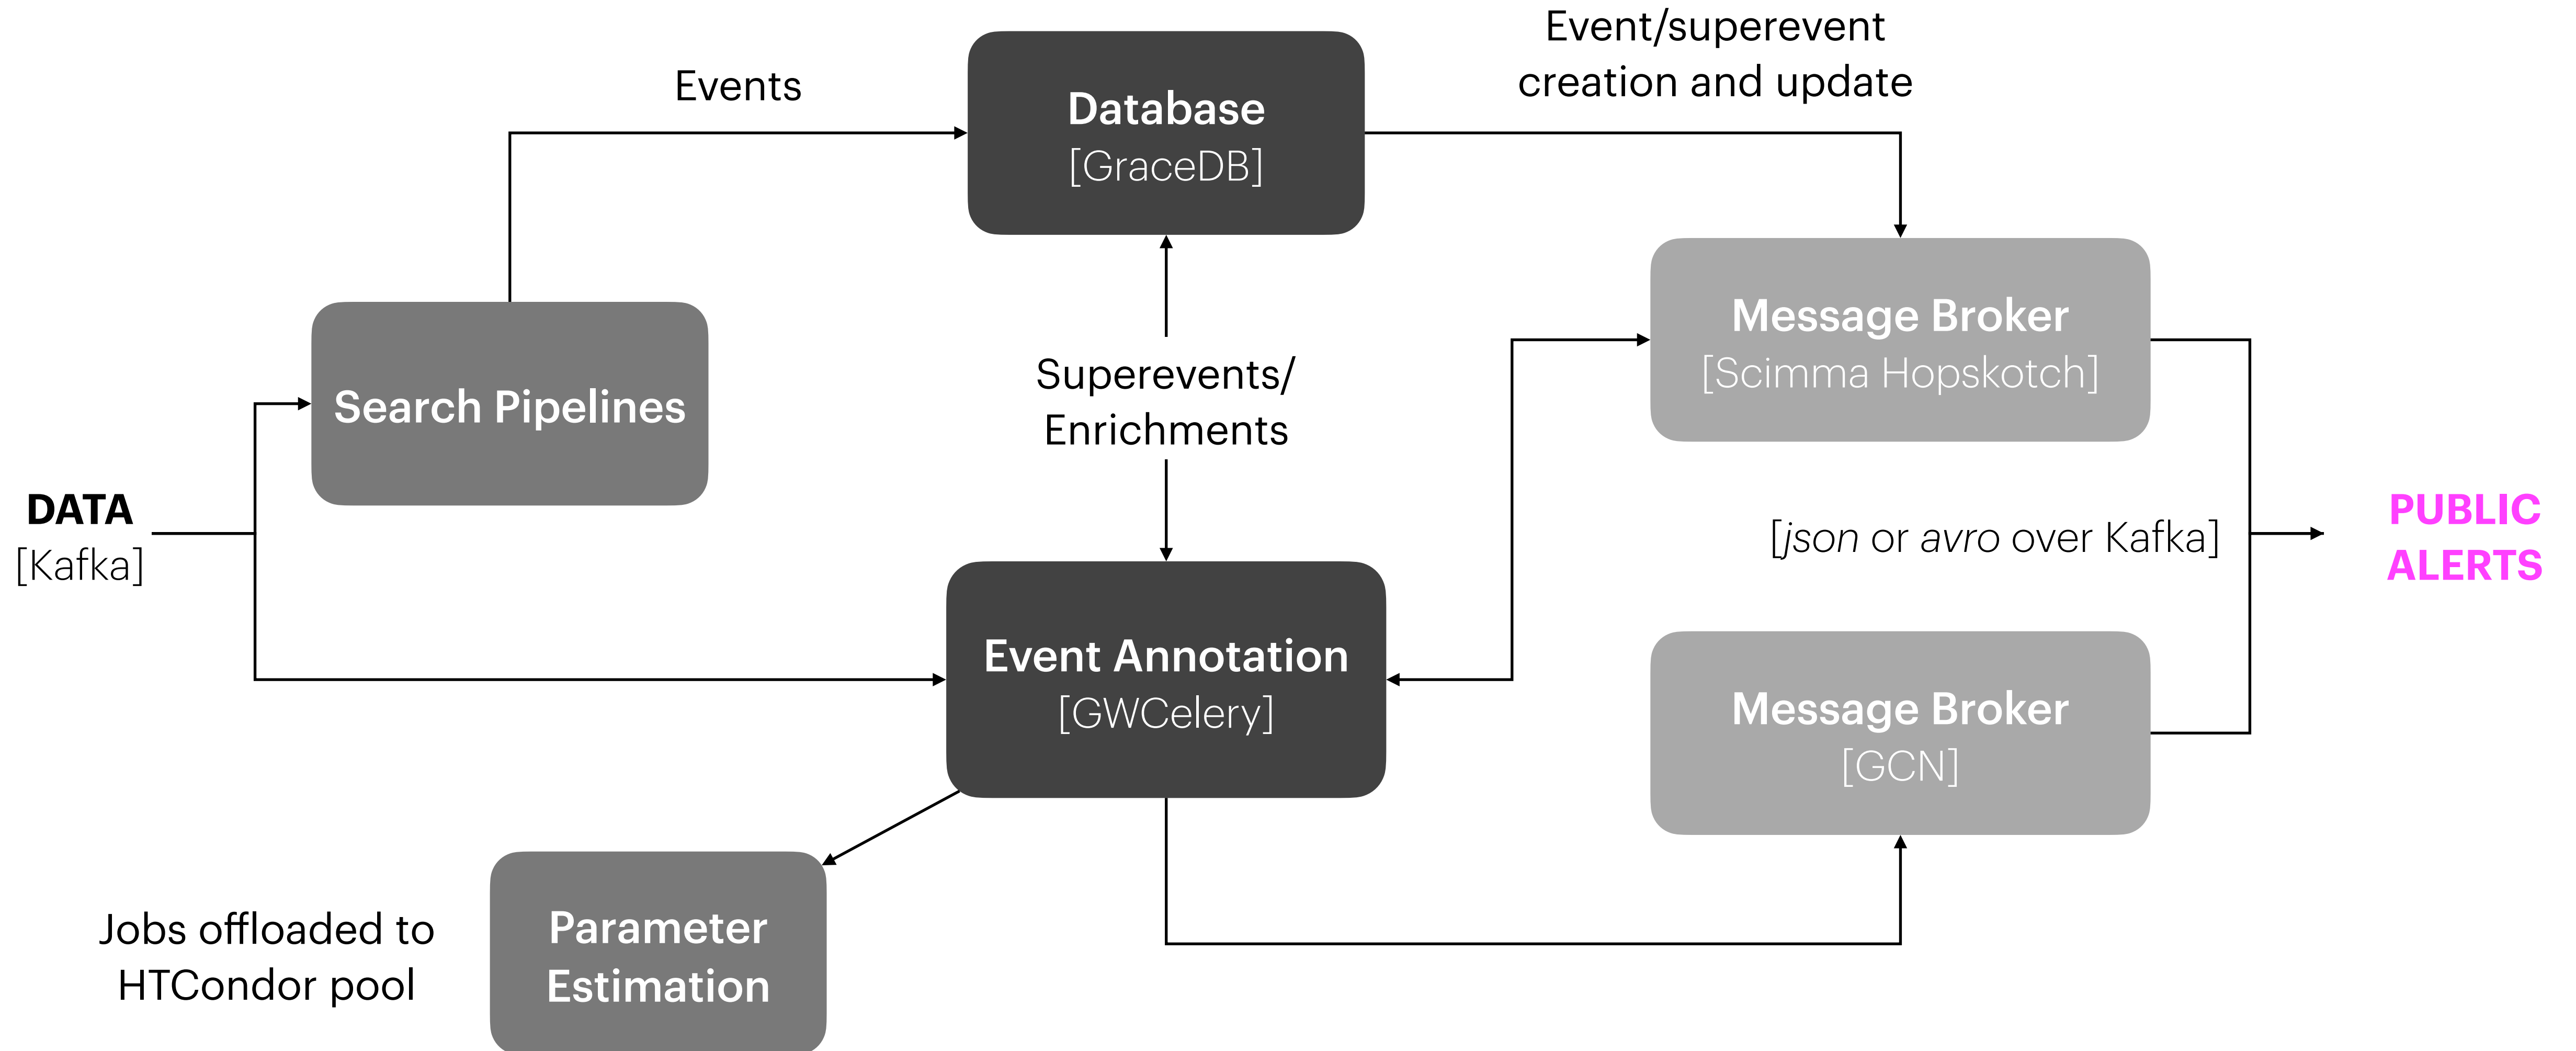 Event/superevent
creation and update
Events
Database
[GraceDB]
Message Broker
[Scimma Hopskotch]
Search Pipelines
Superevents/
Enrichments
DATA
[Kafka]
[json or avro over Kafka]
PUBLIC
ALERTS
Event Annotation
[GWCelery]
Message Broker
[GCN]
Jobs offloaded to
HTCondor pool
Parameter
Estimation